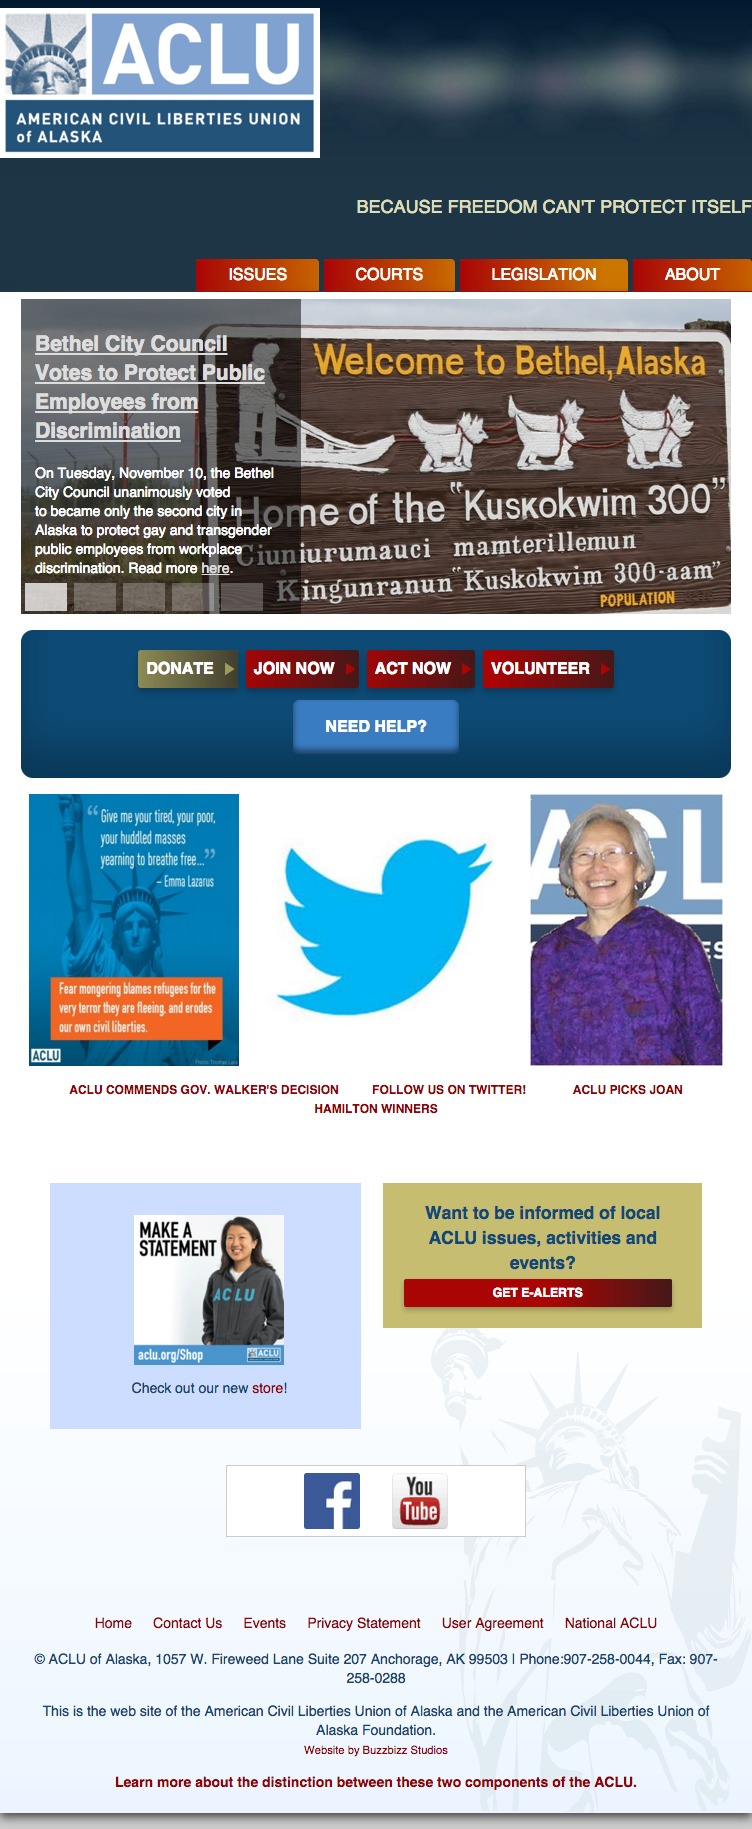 ACLU
AMERICAN CIVIL LIBERTIES UNION
of ALASKA
BECAUSE FREEDOM CAN'T PROTECT ITSELF
ISSUES
COURTS
LEGISLATION
ABOUT
Bethel City Council
Votes to Protect Public
Employees from
Discrimination
On Tuesday, November 10, the Bethel
City Council unanimously voted
to became only the second city in
Alaska to protect gay and transgender
public employees from workplace
discrimination. Read more here.
Welcome to Bethel, Alaska
Home of the "Kuskokwim 300"
Ciuniurumauci mamterillemun
Kingunranun "Kuskokwim 300-aam"
POPULATION
DONATE
JOIN NOW
ACT NOW
VOLUNTEER
NEED HELP?
"Give me your tired, your poor,
your huddled masses
yearning to breathe free..."
– Emma Lazarus
Fear mongering blames refugees for the
very terror they are fleeing, and erodes
our own civil liberties.
ACLU
ACL
ES
ACLU COMMENDS GOV. WALKER'S DECISION
FOLLOW US ON TWITTER!
ACLU PICKS JOAN
HAMILTON WINNERS
MAKE A
STATEMENT
ACLU
aclu.org/Shop
ACLU
Check out our new store!
Want to be informed of local
ACLU issues, activities and
events?
GET E-ALERTS
f
You
Tube
Home
Contact Us
Events
Privacy Statement
User Agreement
National ACLU
© ACLU of Alaska, 1057 W. Fireweed Lane Suite 207 Anchorage, AK 99503 | Phone:907-258-0044, Fax: 907-
258-0288
This is the web site of the American Civil Liberties Union of Alaska and the American Civil Liberties Union of
Alaska Foundation.
Website by Buzzbizz Studios
Learn more about the distinction between these two components of the ACLU.